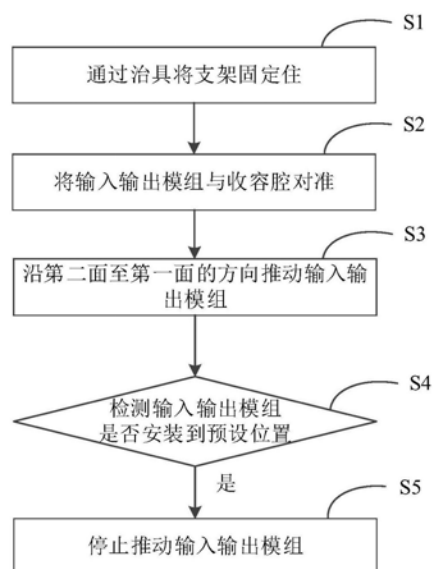 S1
通过治具将支架固定住
S2
将输入输出模组与收容腔对准
S3
沿第二面至第一面的方向推动输入输
出模组
S4
检测输入输出模组
是否安装到预设位置
是
S5
停止推动输入输出模组